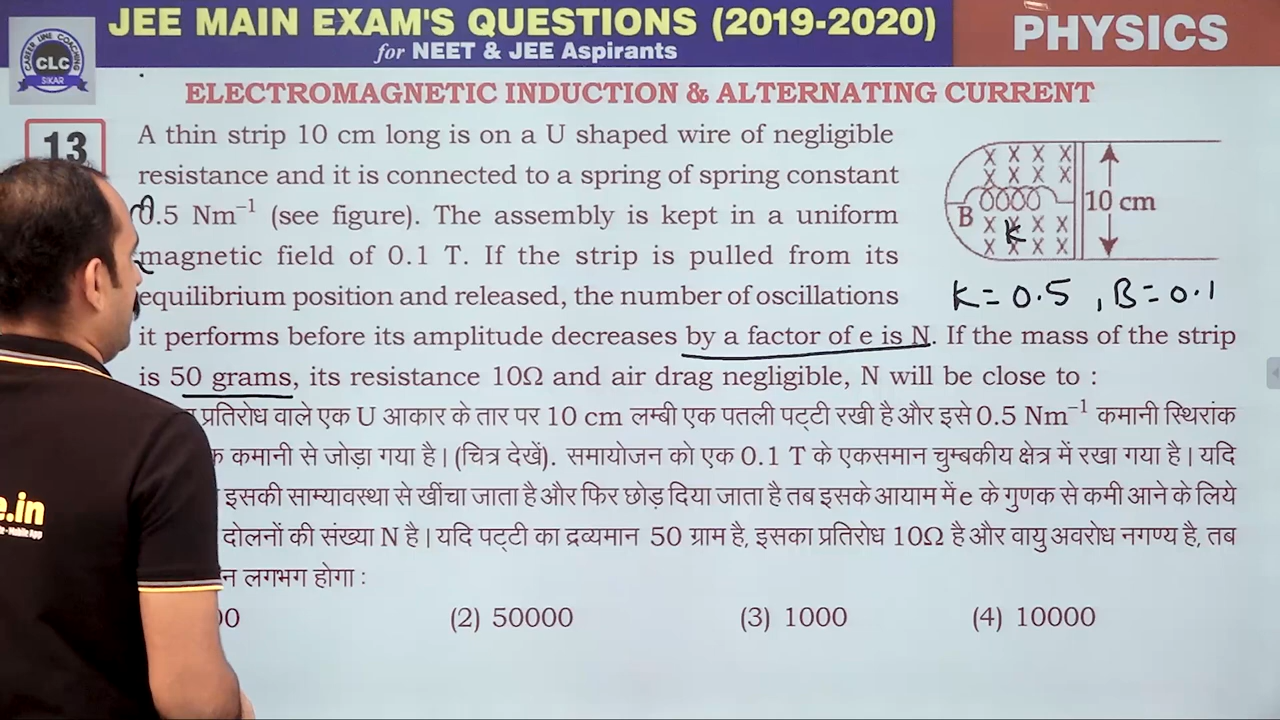 JEE MAIN EXAM'S QUESTIONS (2019-2020)
for NEET & JEE Aspirants
PHYSICS
CAREER LINE COACHING
CLC
SIKAR
ELECTROMAGNETIC INDUCTION & ALTERNATING CURRENT
13
A thin strip 10 cm long is on a U shaped wire of negligible
resistance and it is connected to a spring of spring constant
0.5 Nm⁻¹ (see figure). The assembly is kept in a uniform
magnetic field of 0.1 T. If the strip is pulled from its
equilibrium position and released, the number of oscillations
it performs before its amplitude decreases by a factor of e is N. If the mass of the strip
is 50 grams, its resistance 10Ω and air drag negligible, N will be close to :
x x x x
x x x x
B x x x x
x x x x
10 cm
K
K = 0.5 , B = 0.1
प्रतिरोध वाले एक U आकार के तार पर 10 cm लम्बी एक पतली पट्टी रखी है और इसे 0.5 Nm⁻¹ कमानी स्थिरांक
कमानी से जोड़ा गया है। (चित्र देखें). समायोजन को एक 0.1 T के एकसमान चुम्बकीय क्षेत्र में रखा गया है। यदि
इसकी साम्यावस्था से खींचा जाता है और फिर छोड़ दिया जाता है तब इसके आयाम में e के गुणक से कमी आने के लिये
दोलनों की संख्या N है। यदि पट्टी का द्रव्यमान 50 ग्राम है, इसका प्रतिरोध 10Ω है और वायु अवरोध नगण्य है, तब
लगभग होगा :
(2) 50000
(3) 1000
(4) 10000
e.in